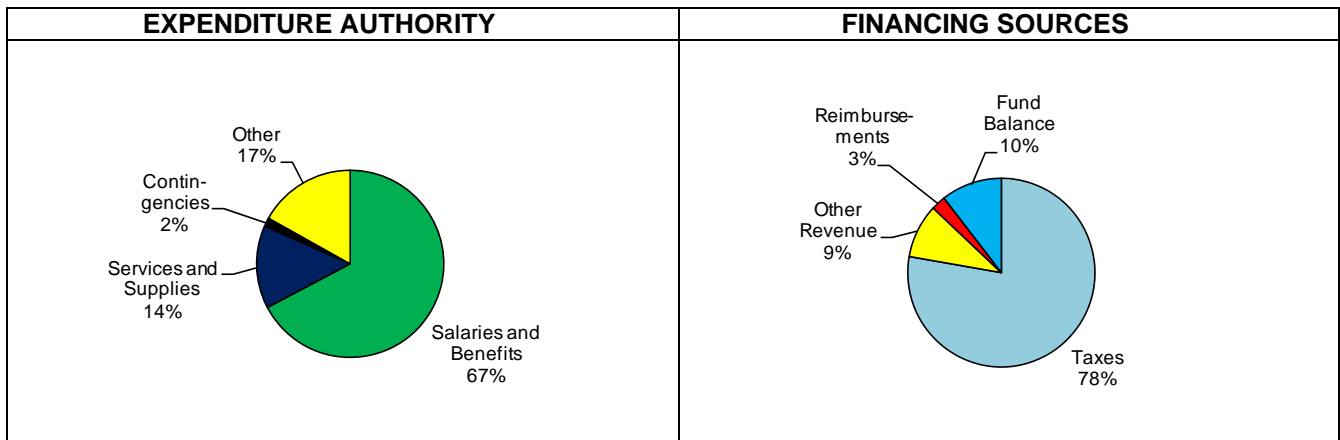 EXPENDITURE AUTHORITY
Other
17%
Contin-
gencies
2%
Services and
Supplies
14%
Salaries and
Benefits
67%
FINANCING SOURCES
Reimburse-
ments
3%
Fund
Balance
10%
Other
Revenue
9%
Taxes
78%